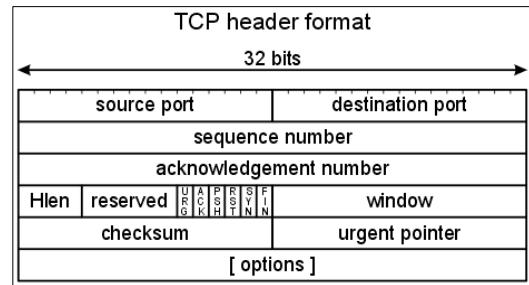 TCP header format
32 bits
source port destination port
sequence number
acknowledgement number
Hlen reserved URG ACK PSH RST SYN FIN window
checksum urgent pointer
[ options ]